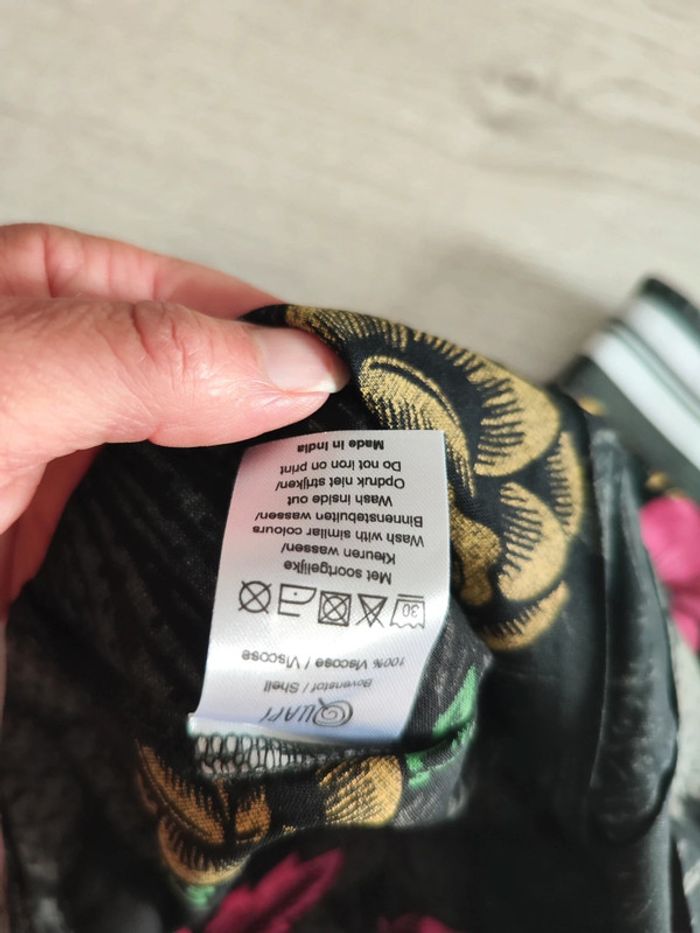 QUAPI
Bovenstof / Shell
100% Viscose / Viscose
30
Met soortgelijke
Kleuren wassen/
Wash with similar colours
Binnenstebuiten wassen/
Wash inside out
Opdruk niet strijken/
Do not iron on print
Made in India